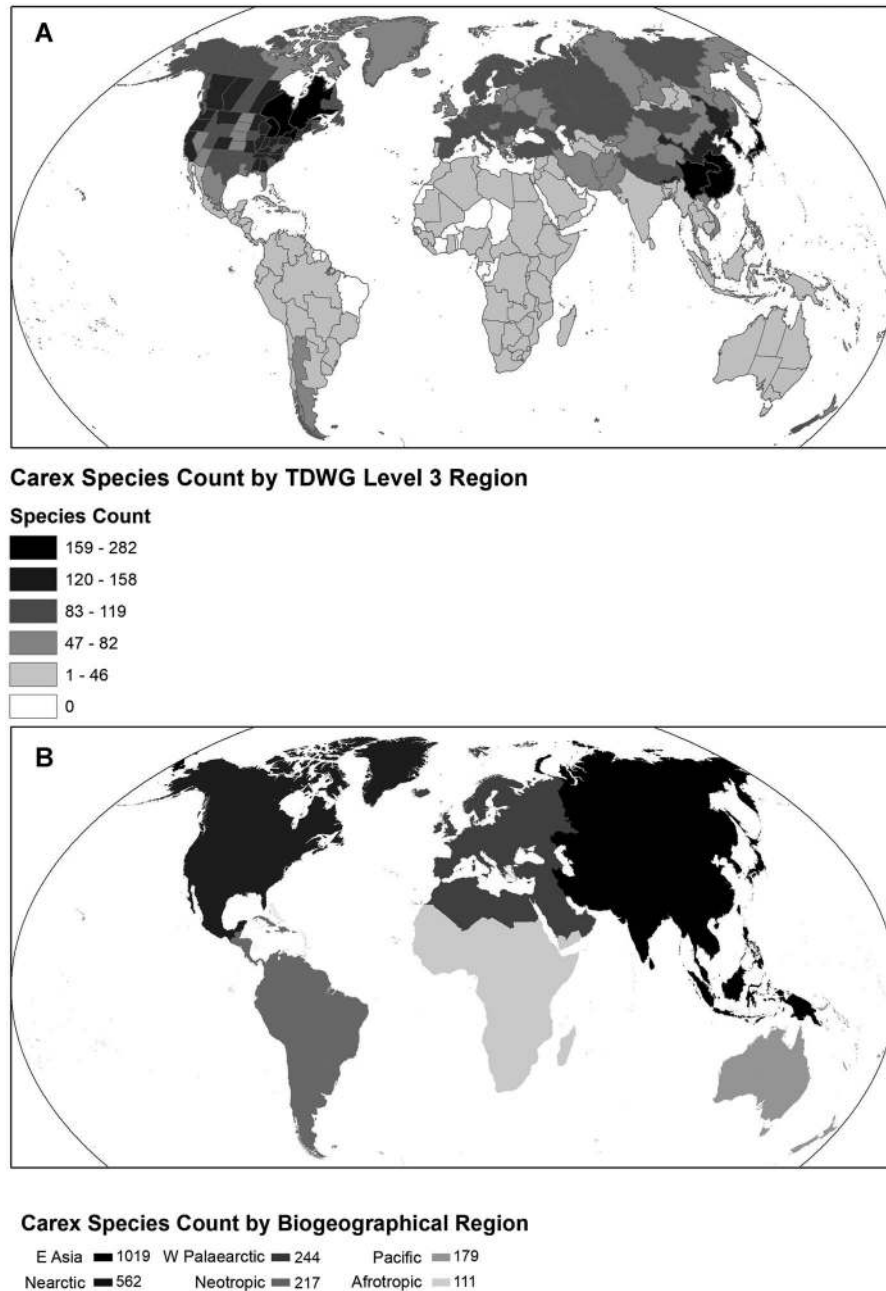 A
Carex Species Count by TDWG Level 3 Region
Species Count
159 - 282
120 - 158
83 - 119
47 - 82
1 - 46
0
B
Carex Species Count by Biogeographical Region
E Asia 1019 W Palaearctic 244 Pacific 179
Nearctic 562 Neotropic 217 Afrotropic 111